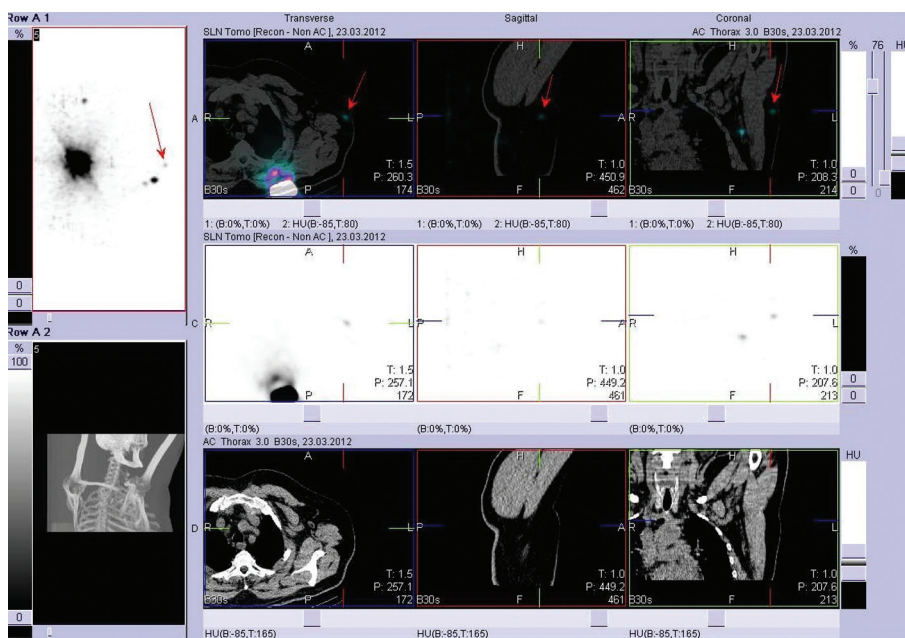 Row A 1
Transverse
Sagittal
Coronal
SLN Tomo [Recon - Non AC], 23.03.2012
AC Thorax 3.0 B30s, 23.03.2012
%
5
A
H
H
%
76
HU
A
R
L
P
A
R
L
T: 1.5
T: 1.0
T: 1.0
P: 260.3
P: 450.9
P: 208.3
B30s
P
174
B30s
F
462
B30s
F
214
0
0
0
1: (B:0%,T:0%)
2: HU(B:-85,T:80)
1: (B:0%,T:0%)
2: HU(B:-85,T:80)
1: (B:0%,T:0%)
2: HU(B:-85,T:80)
SLN Tomo [Recon - Non AC], 23.03.2012
A
H
H
%
0
0
C
R
L
P
A
R
L
Row A 2
%
5
100
T: 1.5
T: 1.0
T: 1.0
P: 257.1
P: 449.2
P: 207.6
P
172
F
461
F
213
0
0
(B:0%,T:0%)
(B:0%,T:0%)
(B:0%,T:0%)
AC Thorax 3.0 B30s, 23.03.2012
A
H
H
HU
D
R
L
P
A
R
L
T: 1.5
T: 1.0
T: 1.0
P: 257.1
P: 449.2
P: 207.6
0
B30s
P
172
B30s
F
461
B30s
F
213
HU(B:-85,T:165)
HU(B:-85,T:165)
HU(B:-85,T:165)